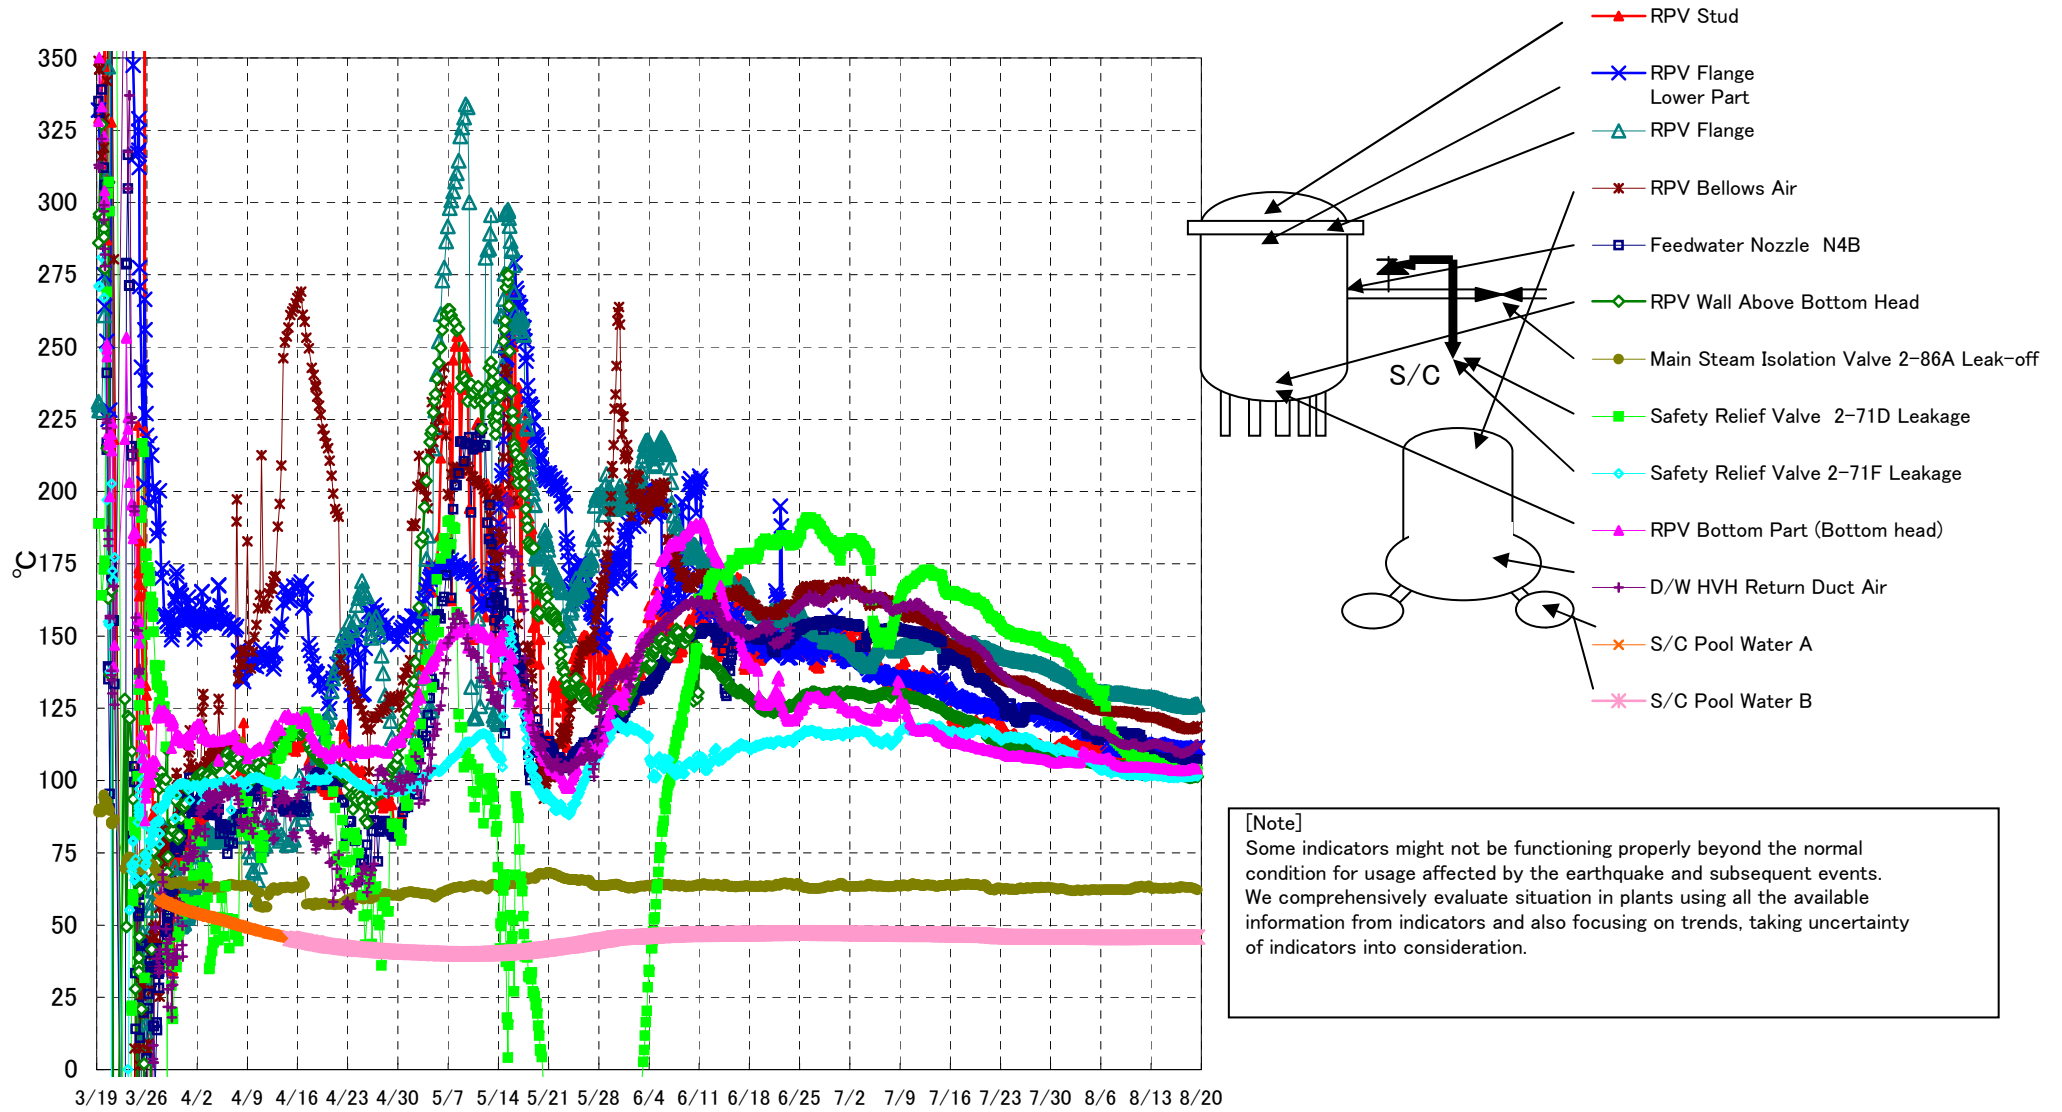 350
325
300
275
250
225
200
175
150
125
100
75
50
25
0
℃
3/19 3/26 4/2 4/9 4/16 4/23 4/30 5/7 5/14 5/21 5/28 6/4 6/11 6/18 6/25 7/2 7/9 7/16 7/23 7/30 8/6 8/13 8/20
RPV Stud
RPV Flange
Lower Part
RPV Flange
RPV Bellows Air
Feedwater Nozzle N4B
RPV Wall Above Bottom Head
Main Steam Isolation Valve 2-86A Leak-off
Safety Relief Valve 2-71D Leakage
Safety Relief Valve 2-71F Leakage
RPV Bottom Part (Bottom head)
D/W HVH Return Duct Air
S/C Pool Water A
S/C Pool Water B
S/C
[Note]
Some indicators might not be functioning properly beyond the normal
condition for usage affected by the earthquake and subsequent events.
We comprehensively evaluate situation in plants using all the available
information from indicators and also focusing on trends, taking uncertainty
of indicators into consideration.